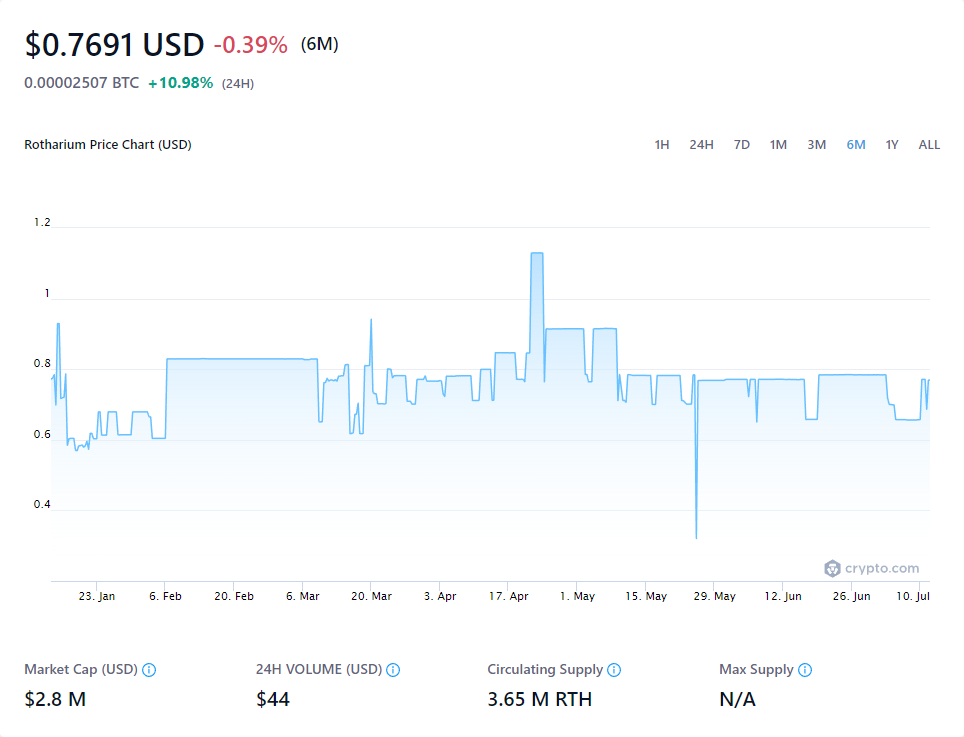 $0.7691 USD -0.39% (6M)
0.00002507 BTC +10.98% (24H)
Rotharium Price Chart (USD) 1H 24H 7D 1M 3M 6M 1Y ALL
1.2
1
0.8
0.6
0.4
crypto.com
23. Jan 6. Feb 20. Feb 6. Mar 20. Mar 3. Apr 17. Apr 1. May 15. May 29. May 12. Jun 26. Jun 10. Jul
Market Cap (USD) 24H VOLUME (USD) Circulating Supply Max Supply
$2.8 M $44 3.65 M RTH N/A